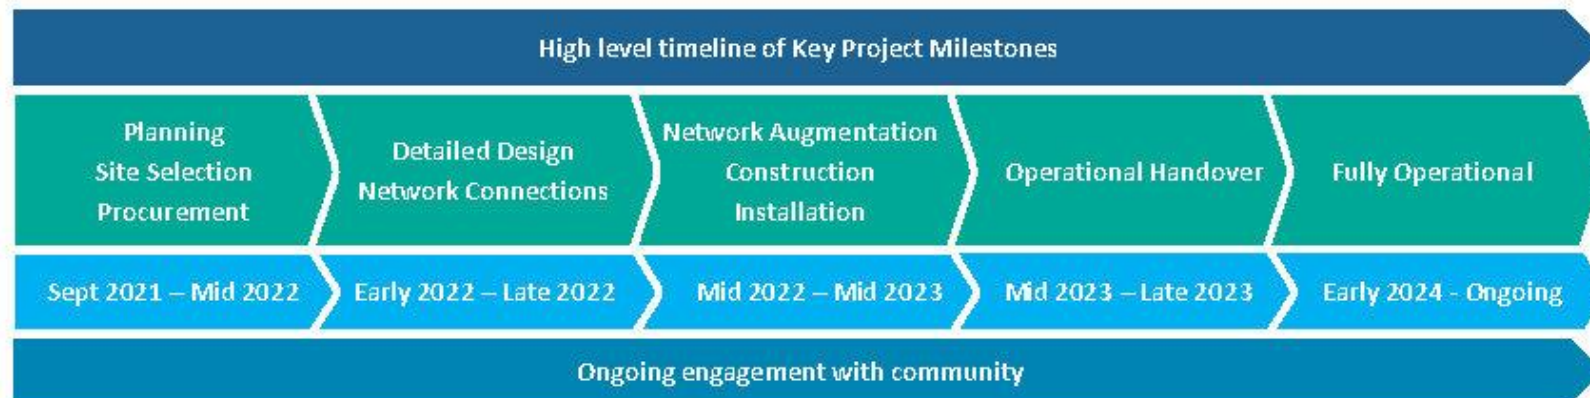 High level timeline of Key Project Milestones
Planning
Site Selection
Procurement
Detailed Design
Network Connections
Network Augmentation
Construction
Installation
Operational Handover
Fully Operational
Sept 2021 – Mid 2022
Early 2022 – Late 2022
Mid 2022 – Mid 2023
Mid 2023 – Late 2023
Early 2024 - Ongoing
Ongoing engagement with community